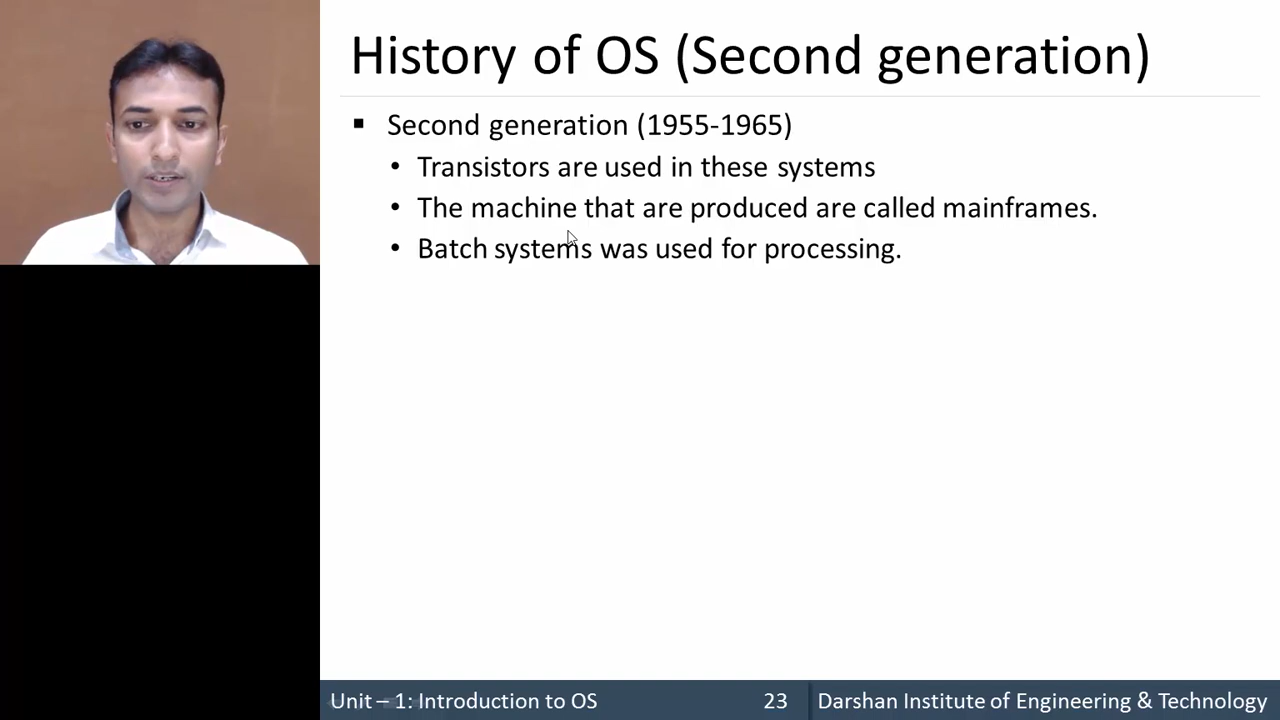 History of OS (Second generation)
Second generation (1955-1965)
Transistors are used in these systems
The machine that are produced are called mainframes.
Batch systems was used for processing.
Unit – 1: Introduction to OS 23 Darshan Institute of Engineering & Technology